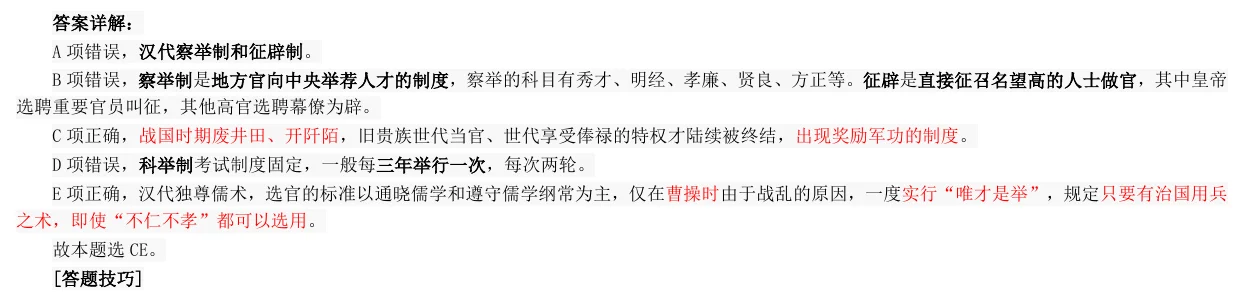 答案详解：
A 项错误，汉代察举制和征辟制。
B 项错误，察举制是地方官向中央举荐人才的制度，察举的科目有秀才、明经、孝廉、贤良、方正等。征辟是直接征召名望高的人士做官，其中皇帝
选聘重要官员叫征，其他高官选聘幕僚为辟。
C 项正确，战国时期废井田、开阡陌，旧贵族世代当官、世代享受俸禄的特权才陆续被终结，出现奖励军功的制度。
D 项错误，科举制考试制度固定，一般每三年举行一次，每次两轮。
E 项正确，汉代独尊儒术，选官的标准以通晓儒学和遵守儒学纲常为主，仅在曹操时由于战乱的原因，一度实行“唯才是举”，规定只要有治国用兵
之术，即使“不仁不孝”都可以选用。
故本题选 CE。
[答题技巧]